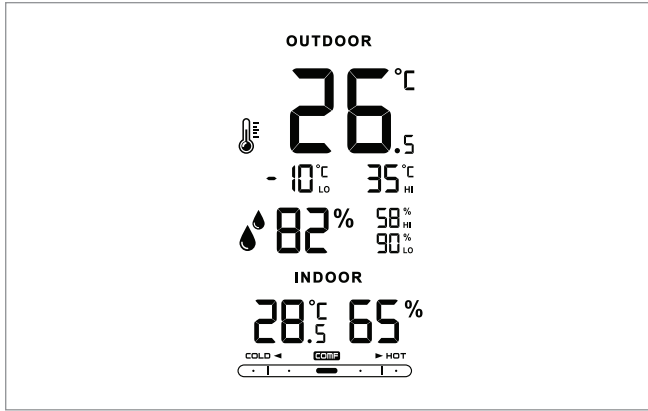 OUTDOOR
26.5°C
-10°C LO 35°C HI
82% 58% HI
90% LO
INDOOR
28.5°C 65%
COLD ◄ COMF ► HOT